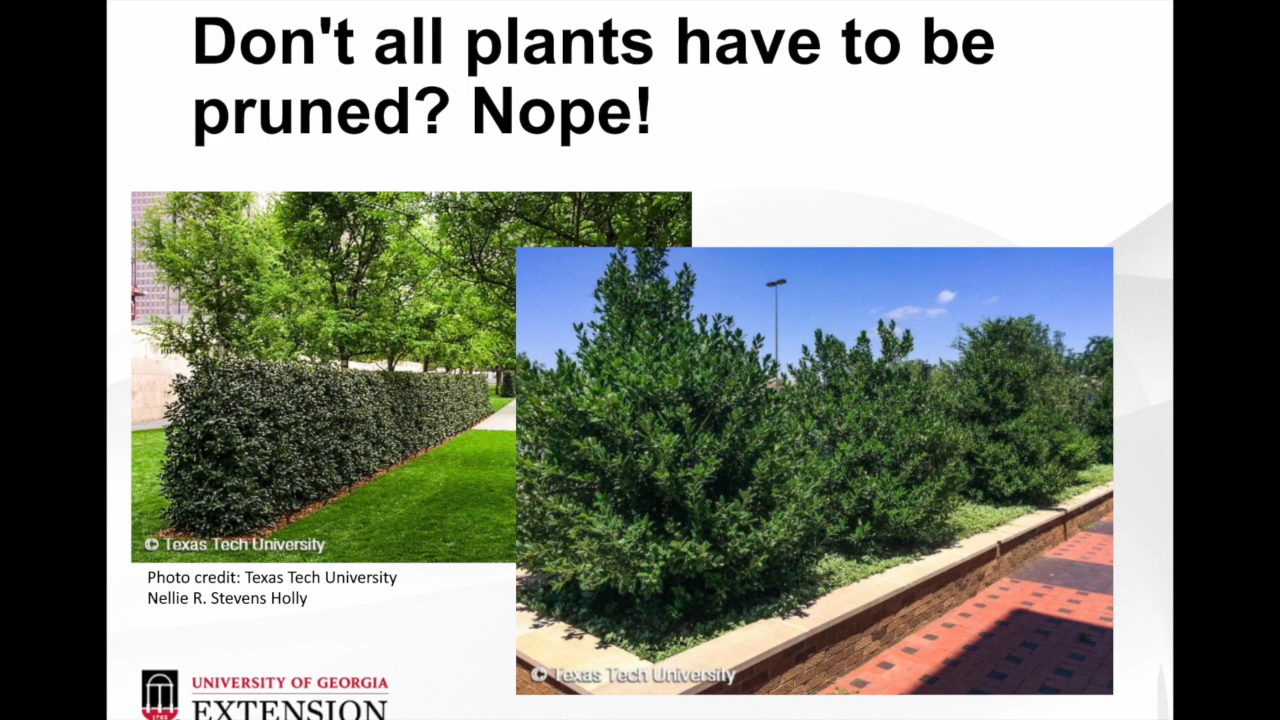 Don't all plants have to be
pruned? Nope!
© Texas Tech University
Photo credit: Texas Tech University
Nellie R. Stevens Holly
© Texas Tech University
1785
UNIVERSITY OF GEORGIA
EXTENSION